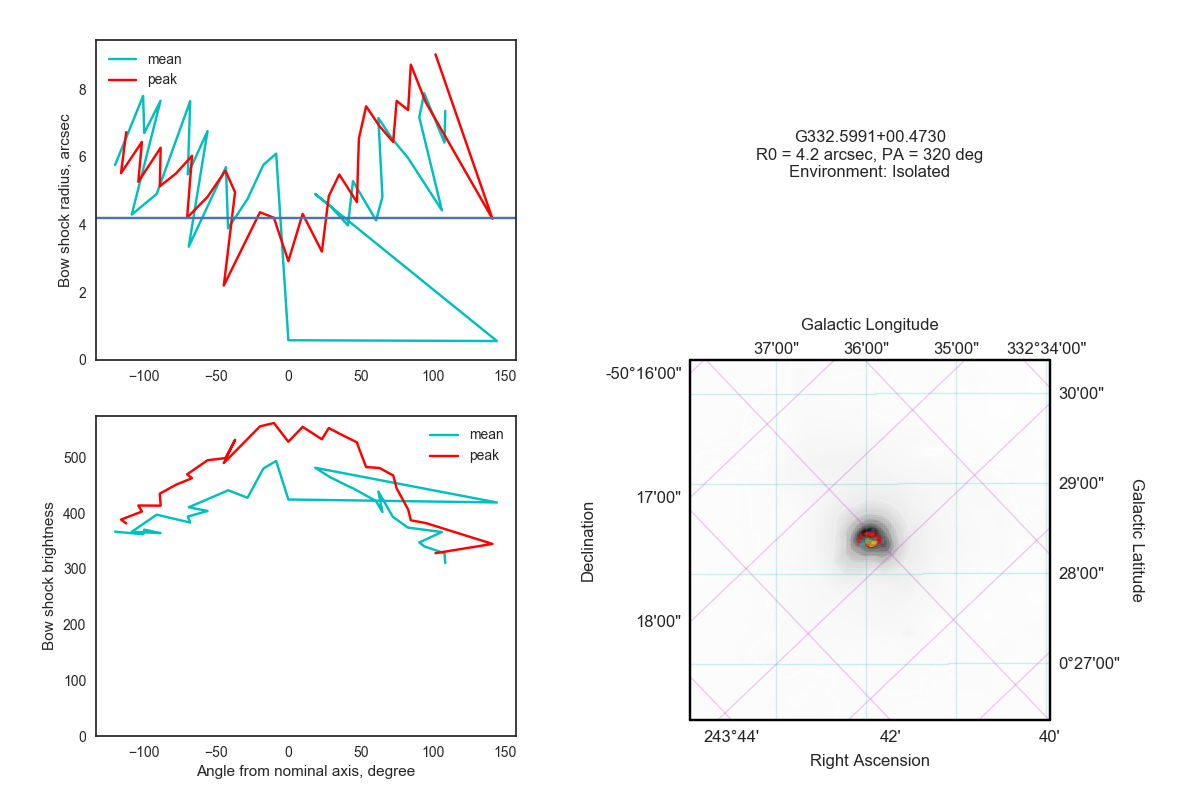 mean
peak
8
6
4
2
0
Bow shock radius, arcsec
−100
−50
0
50
100
150
mean
peak
500
400
300
200
100
0
Bow shock brightness
−100
−50
0
50
100
150
Angle from nominal axis, degree
G332.5991+00.4730
R0 = 4.2 arcsec, PA = 320 deg
Environment: Isolated
Galactic Longitude
37'00" 36'00" 35'00" 332°34'00"
-50°16'00"
17'00"
18'00"
Declination
30'00"
29'00"
28'00"
0°27'00"
Galactic Latitude
243°44' 42' 40'
Right Ascension